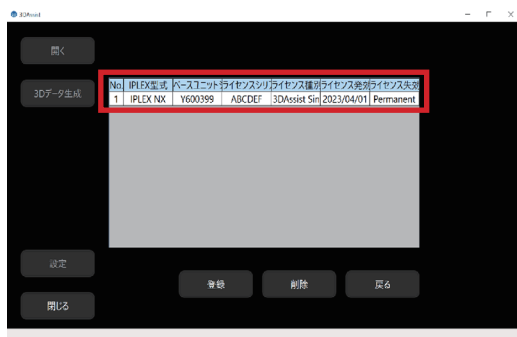 3DAssist
開く
3Dデータ生成
No. IPLEX型式 ベースユニット ライセンスシリ ライセンス種別 ライセンス発効 ライセンス失効
1 IPLEX NX Y600399 ABCDEF 3DAssist Sin 2023/04/01 Permanent
設定
登録 削除 戻る
閉じる